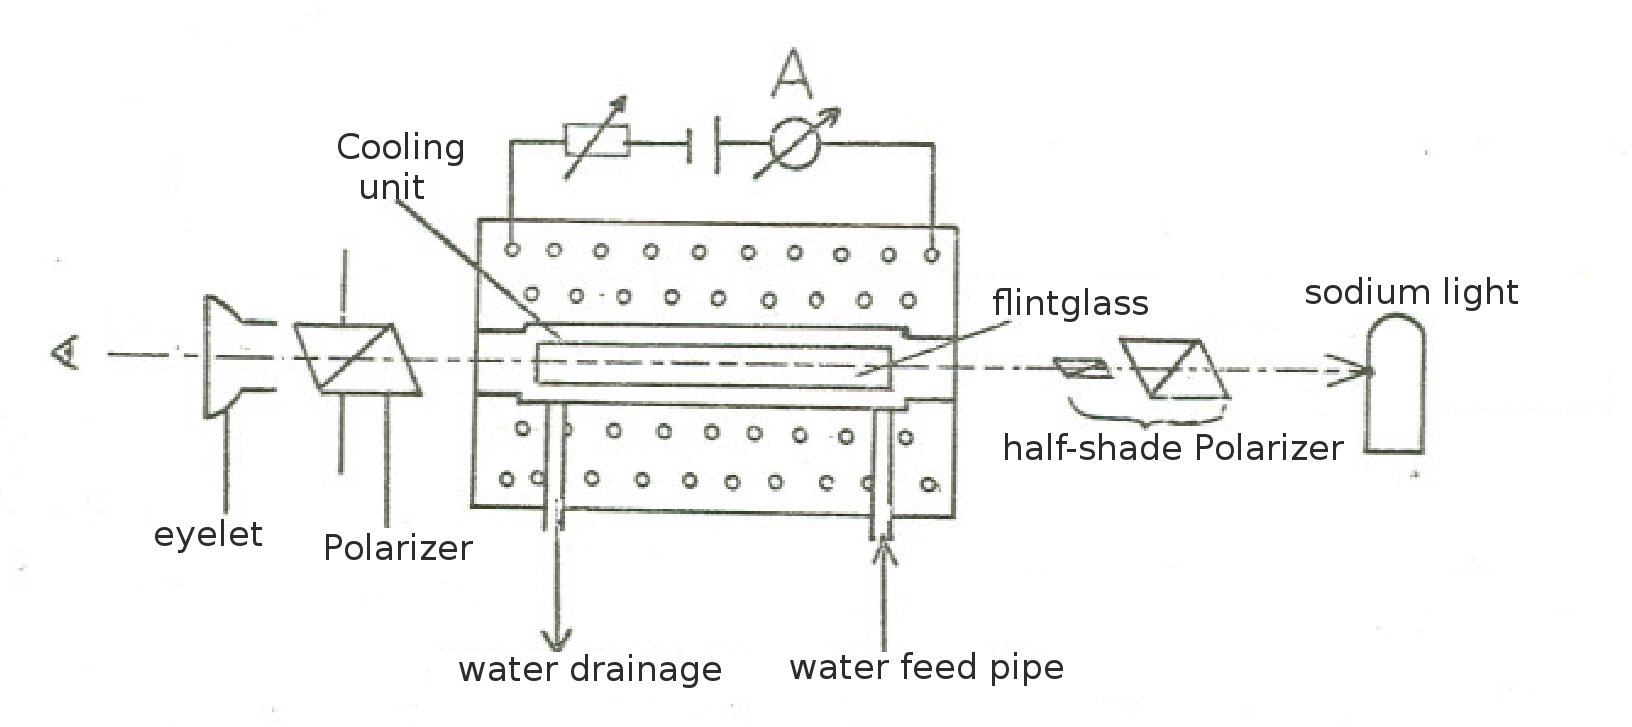 A
Cooling
unit
flintglass
sodium light
half-shade Polarizer
eyelet
Polarizer
water drainage
water feed pipe